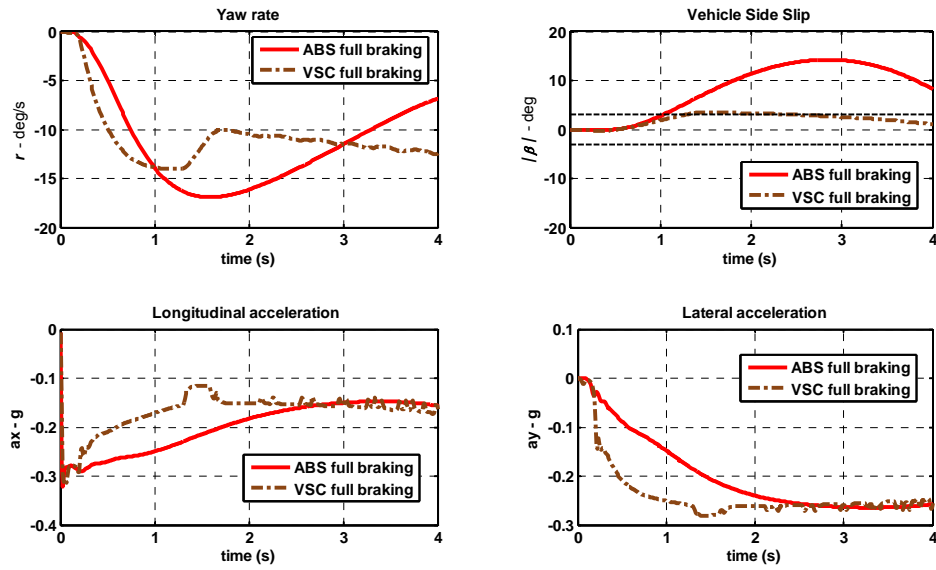 Yaw rate
0
-5
-10
-15
-20
r - deg/s
ABS full braking
VSC full braking
0 1 2 3 4
time (s)
Vehicle Side Slip
20
10
0
-10
-20
|β| - deg
ABS full braking
VSC full braking
0 1 2 3 4
time (s)
Longitudinal acceleration
0
-0.1
-0.2
-0.3
-0.4
ax - g
ABS full braking
VSC full braking
0 1 2 3 4
time (s)
Lateral acceleration
0.1
0
-0.1
-0.2
-0.3
ay - g
ABS full braking
VSC full braking
0 1 2 3 4
time (s)